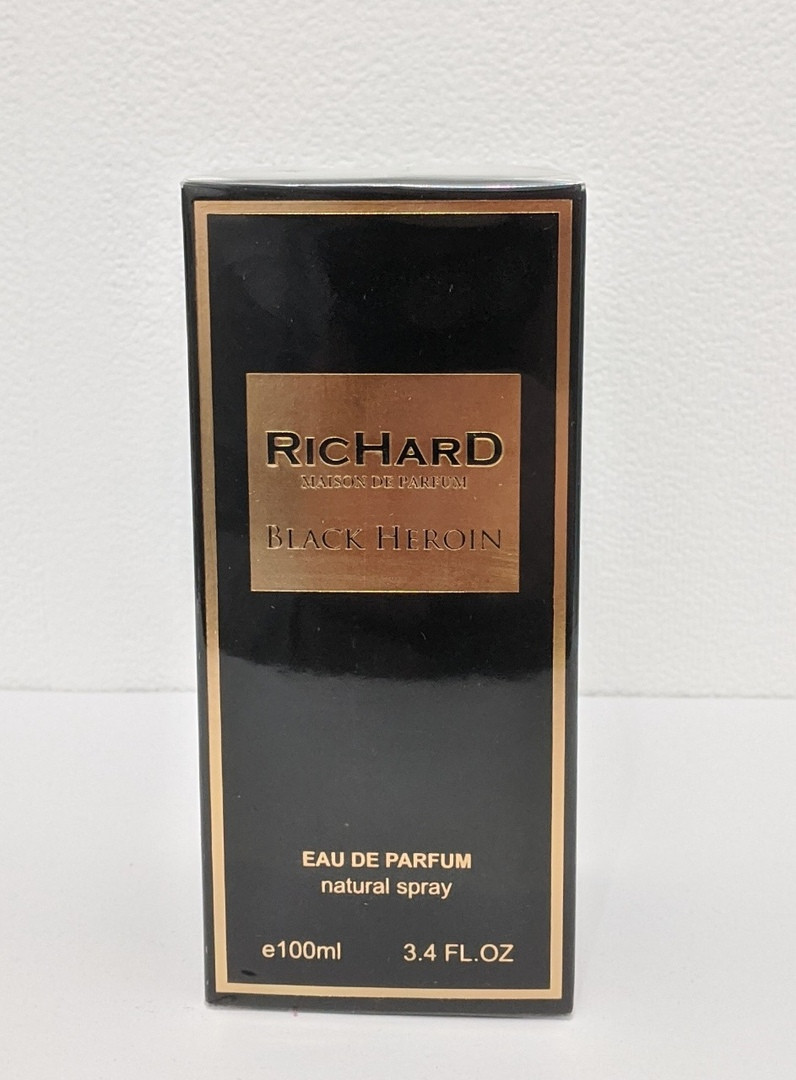 RicHarD
MAISON DE PARFUM
BLACK HEROIN
EAU DE PARFUM
natural spray
e100ml 3.4 FL.OZ